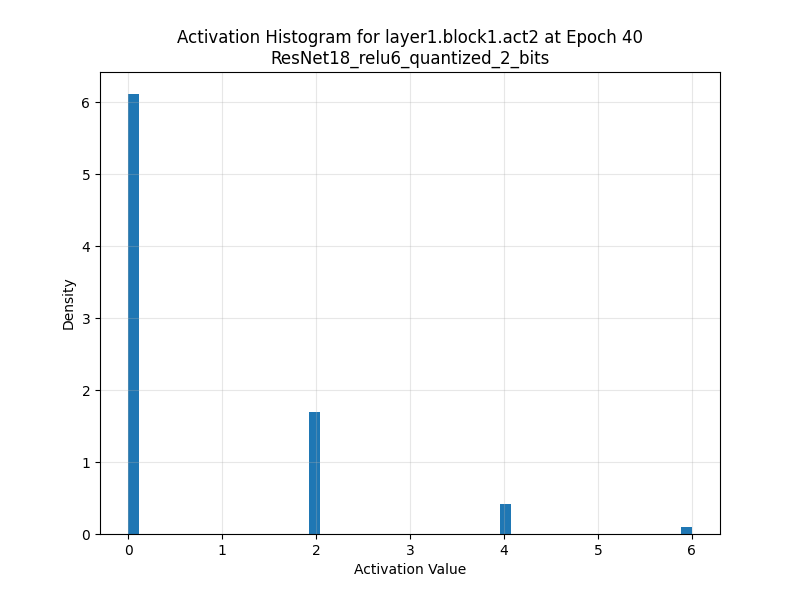 Activation Histogram for layer1.block1.act2 at Epoch 40
ResNet18_relu6_quantized_2_bits
6
5
4
3
2
1
0
Density
0 1 2 3 4 5 6
Activation Value